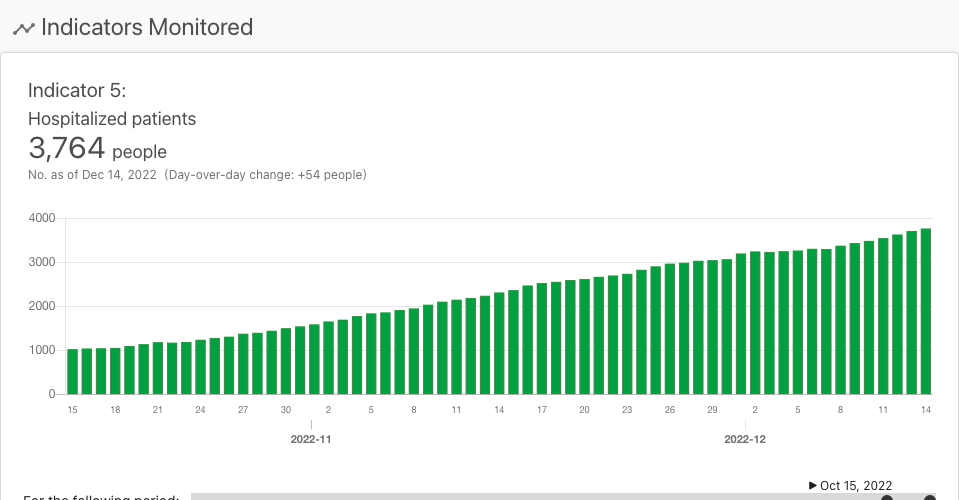 Indicators Monitored
Indicator 5:
Hospitalized patients
3,764 people
No. as of Dec 14, 2022 (Day-over-day change: +54 people)
4000
3000
2000
1000
0
15 18 21 24 27 30 2 5 8 11 14 17 20 23 26 29 2 5 8 11 14
2022-11 2022-12
▶ Oct 15, 2022
For the following period: